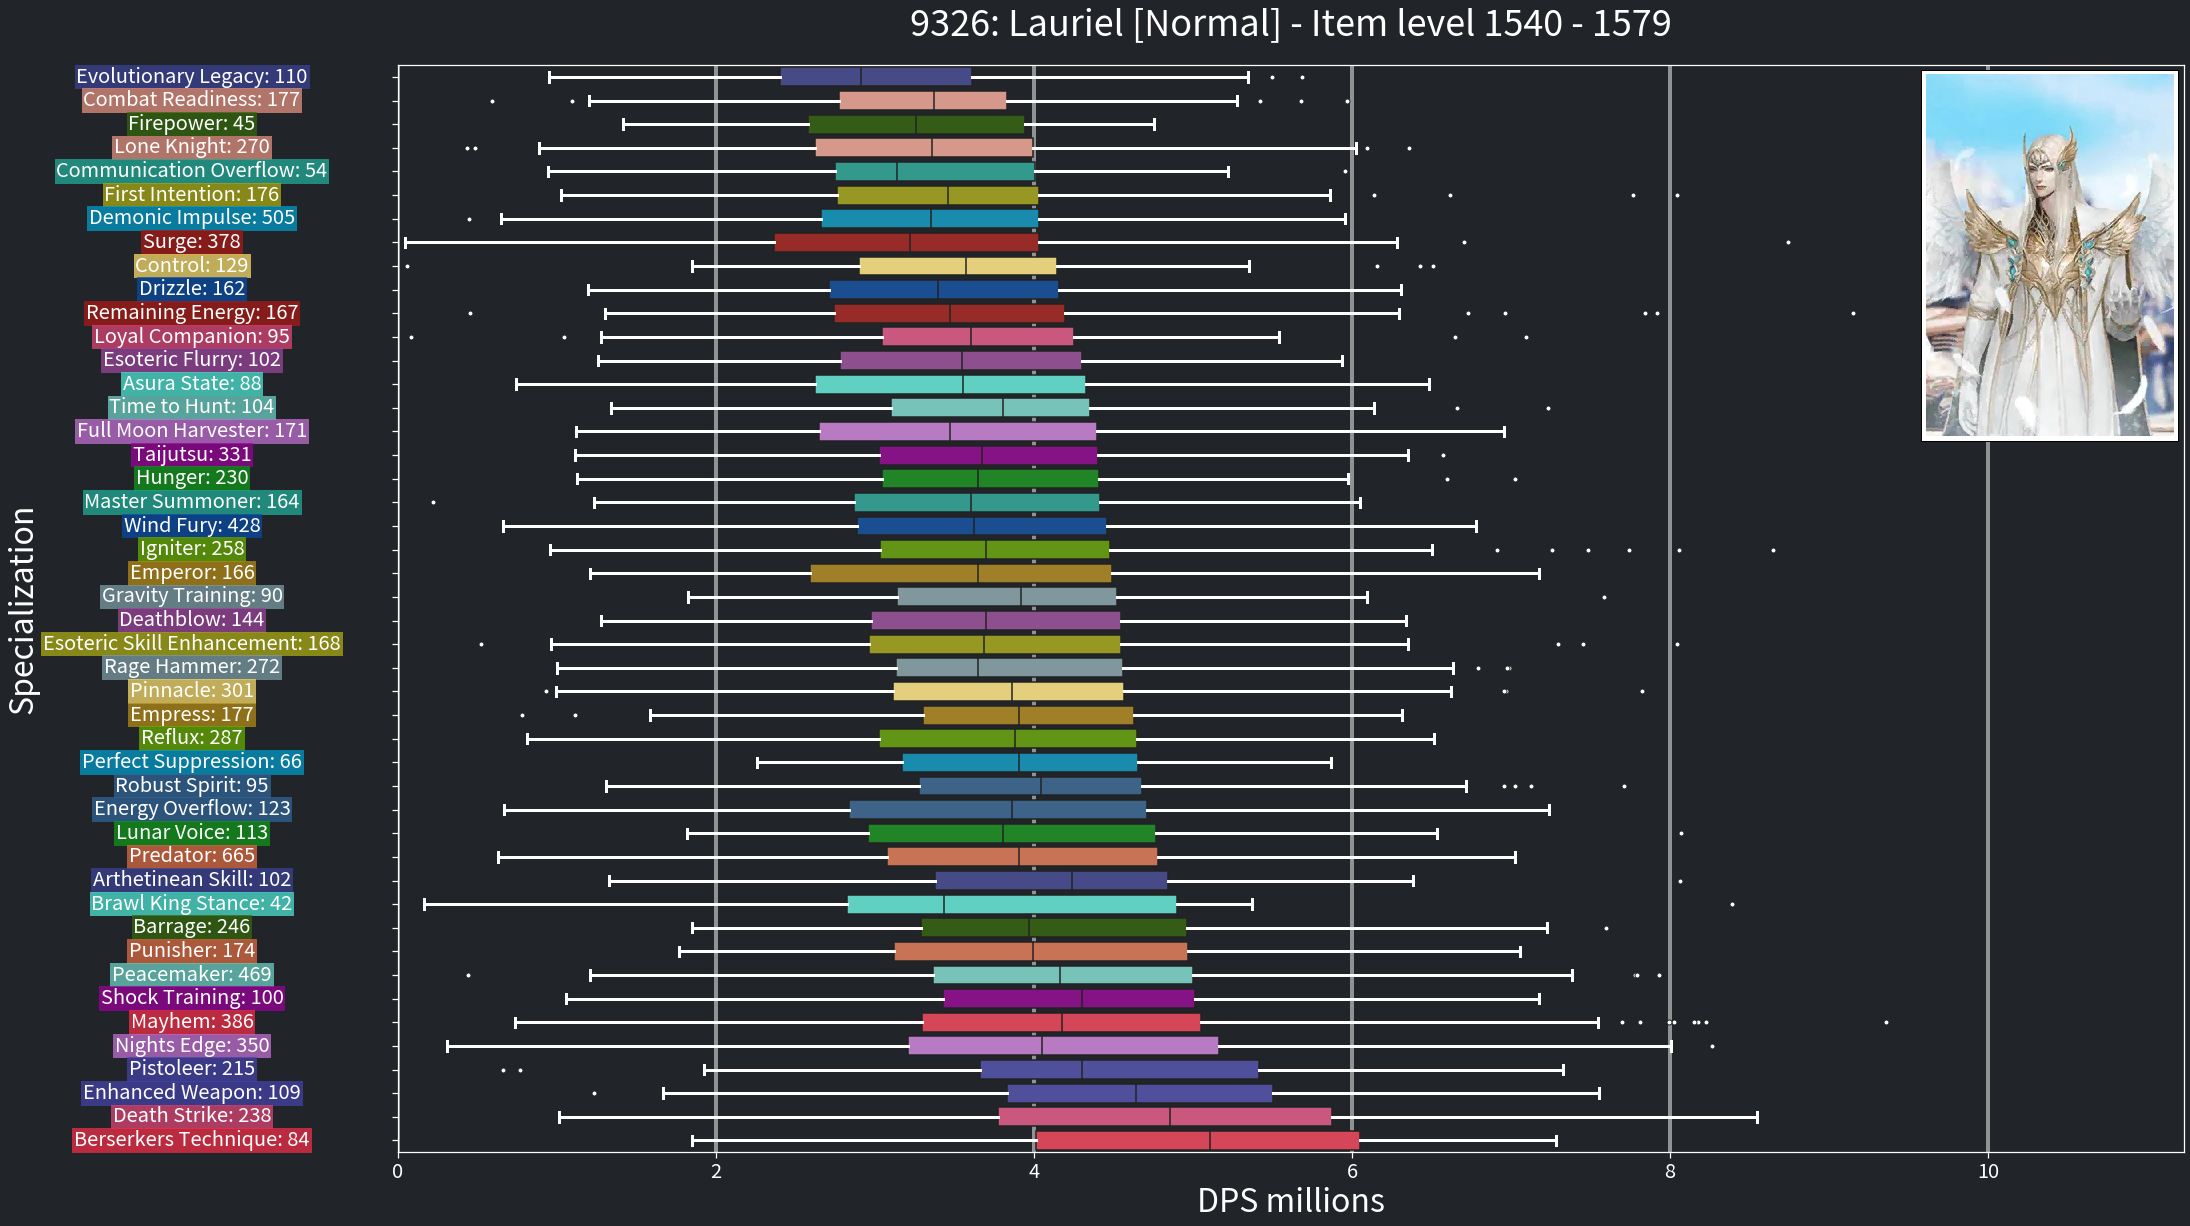 9326: Lauriel [Normal] - Item level 1540 - 1579
Specialization
Evolutionary Legacy: 110
Combat Readiness: 177
Firepower: 45
Lone Knight: 270
Communication Overflow: 54
First Intention: 176
Demonic Impulse: 505
Surge: 378
Control: 129
Drizzle: 162
Remaining Energy: 167
Loyal Companion: 95
Esoteric Flurry: 102
Asura State: 88
Time to Hunt: 104
Full Moon Harvester: 171
Taijutsu: 331
Hunger: 230
Master Summoner: 164
Wind Fury: 428
Igniter: 258
Emperor: 166
Gravity Training: 90
Deathblow: 144
Esoteric Skill Enhancement: 168
Rage Hammer: 272
Pinnacle: 301
Empress: 177
Reflux: 287
Perfect Suppression: 66
Robust Spirit: 95
Energy Overflow: 123
Lunar Voice: 113
Predator: 665
Arthetinean Skill: 102
Brawl King Stance: 42
Barrage: 246
Punisher: 174
Peacemaker: 469
Shock Training: 100
Mayhem: 386
Nights Edge: 350
Pistoleer: 215
Enhanced Weapon: 109
Death Strike: 238
Berserkers Technique: 84
0 2 4 6 8 10
DPS millions